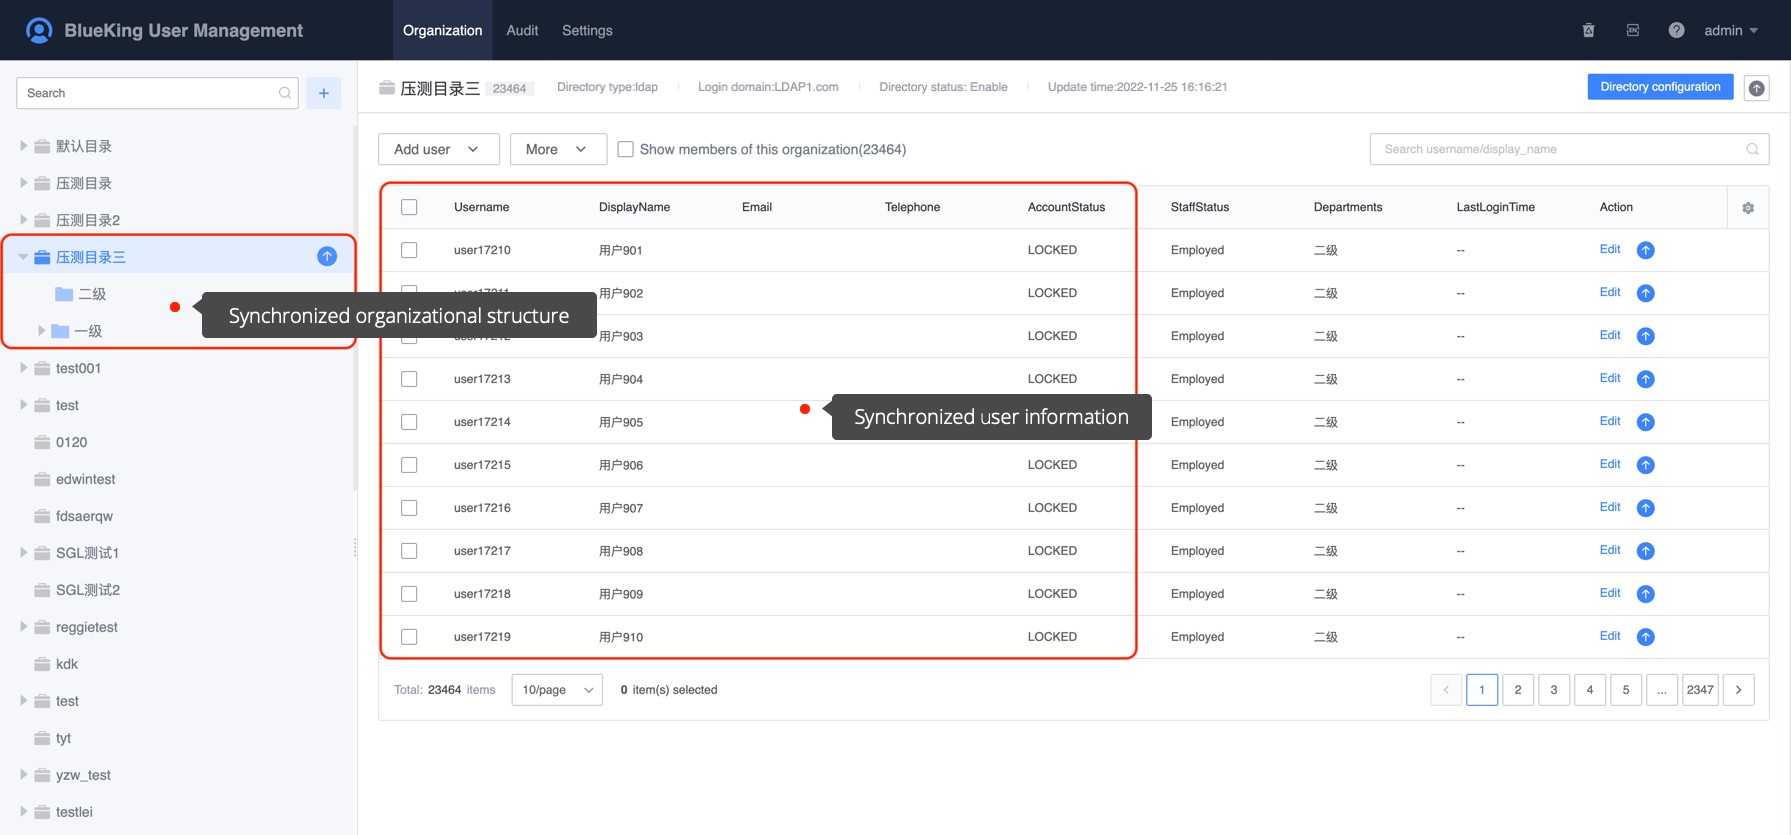 BlueKing User Management
Organization
Audit
Settings
EN
?
admin
Search
+
默认目录
压测目录
压测目录2
压测目录三
二级
一级
test001
test
0120
edwintest
fdsaerqw
SGL测试1
SGL测试2
reggietest
kdk
test
tyt
yzw_test
testlei
Synchronized organizational structure
压测目录三 23464 Directory type:ldap Login domain:LDAP1.com Directory status: Enable Update time:2022-11-25 16:16:21
Directory configuration
Add user
More
Show members of this organization(23464)
Search username/display_name
Username DisplayName Email Telephone AccountStatus StaffStatus Departments LastLoginTime Action
user17210 用户901 LOCKED Employed 二级 -- Edit
用户902 LOCKED Employed 二级 -- Edit
用户903 LOCKED Employed 二级 -- Edit
user17213 用户904 LOCKED Employed 二级 -- Edit
user17214 用户905 Employed 二级 -- Edit
Synchronized user information
user17215 用户906 LOCKED Employed 二级 -- Edit
user17216 用户907 LOCKED Employed 二级 -- Edit
user17217 用户908 LOCKED Employed 二级 -- Edit
user17218 用户909 LOCKED Employed 二级 -- Edit
user17219 用户910 LOCKED Employed 二级 -- Edit
Total: 23464 items 10/page 0 item(s) selected
< 1 2 3 4 5 ... 2347 >